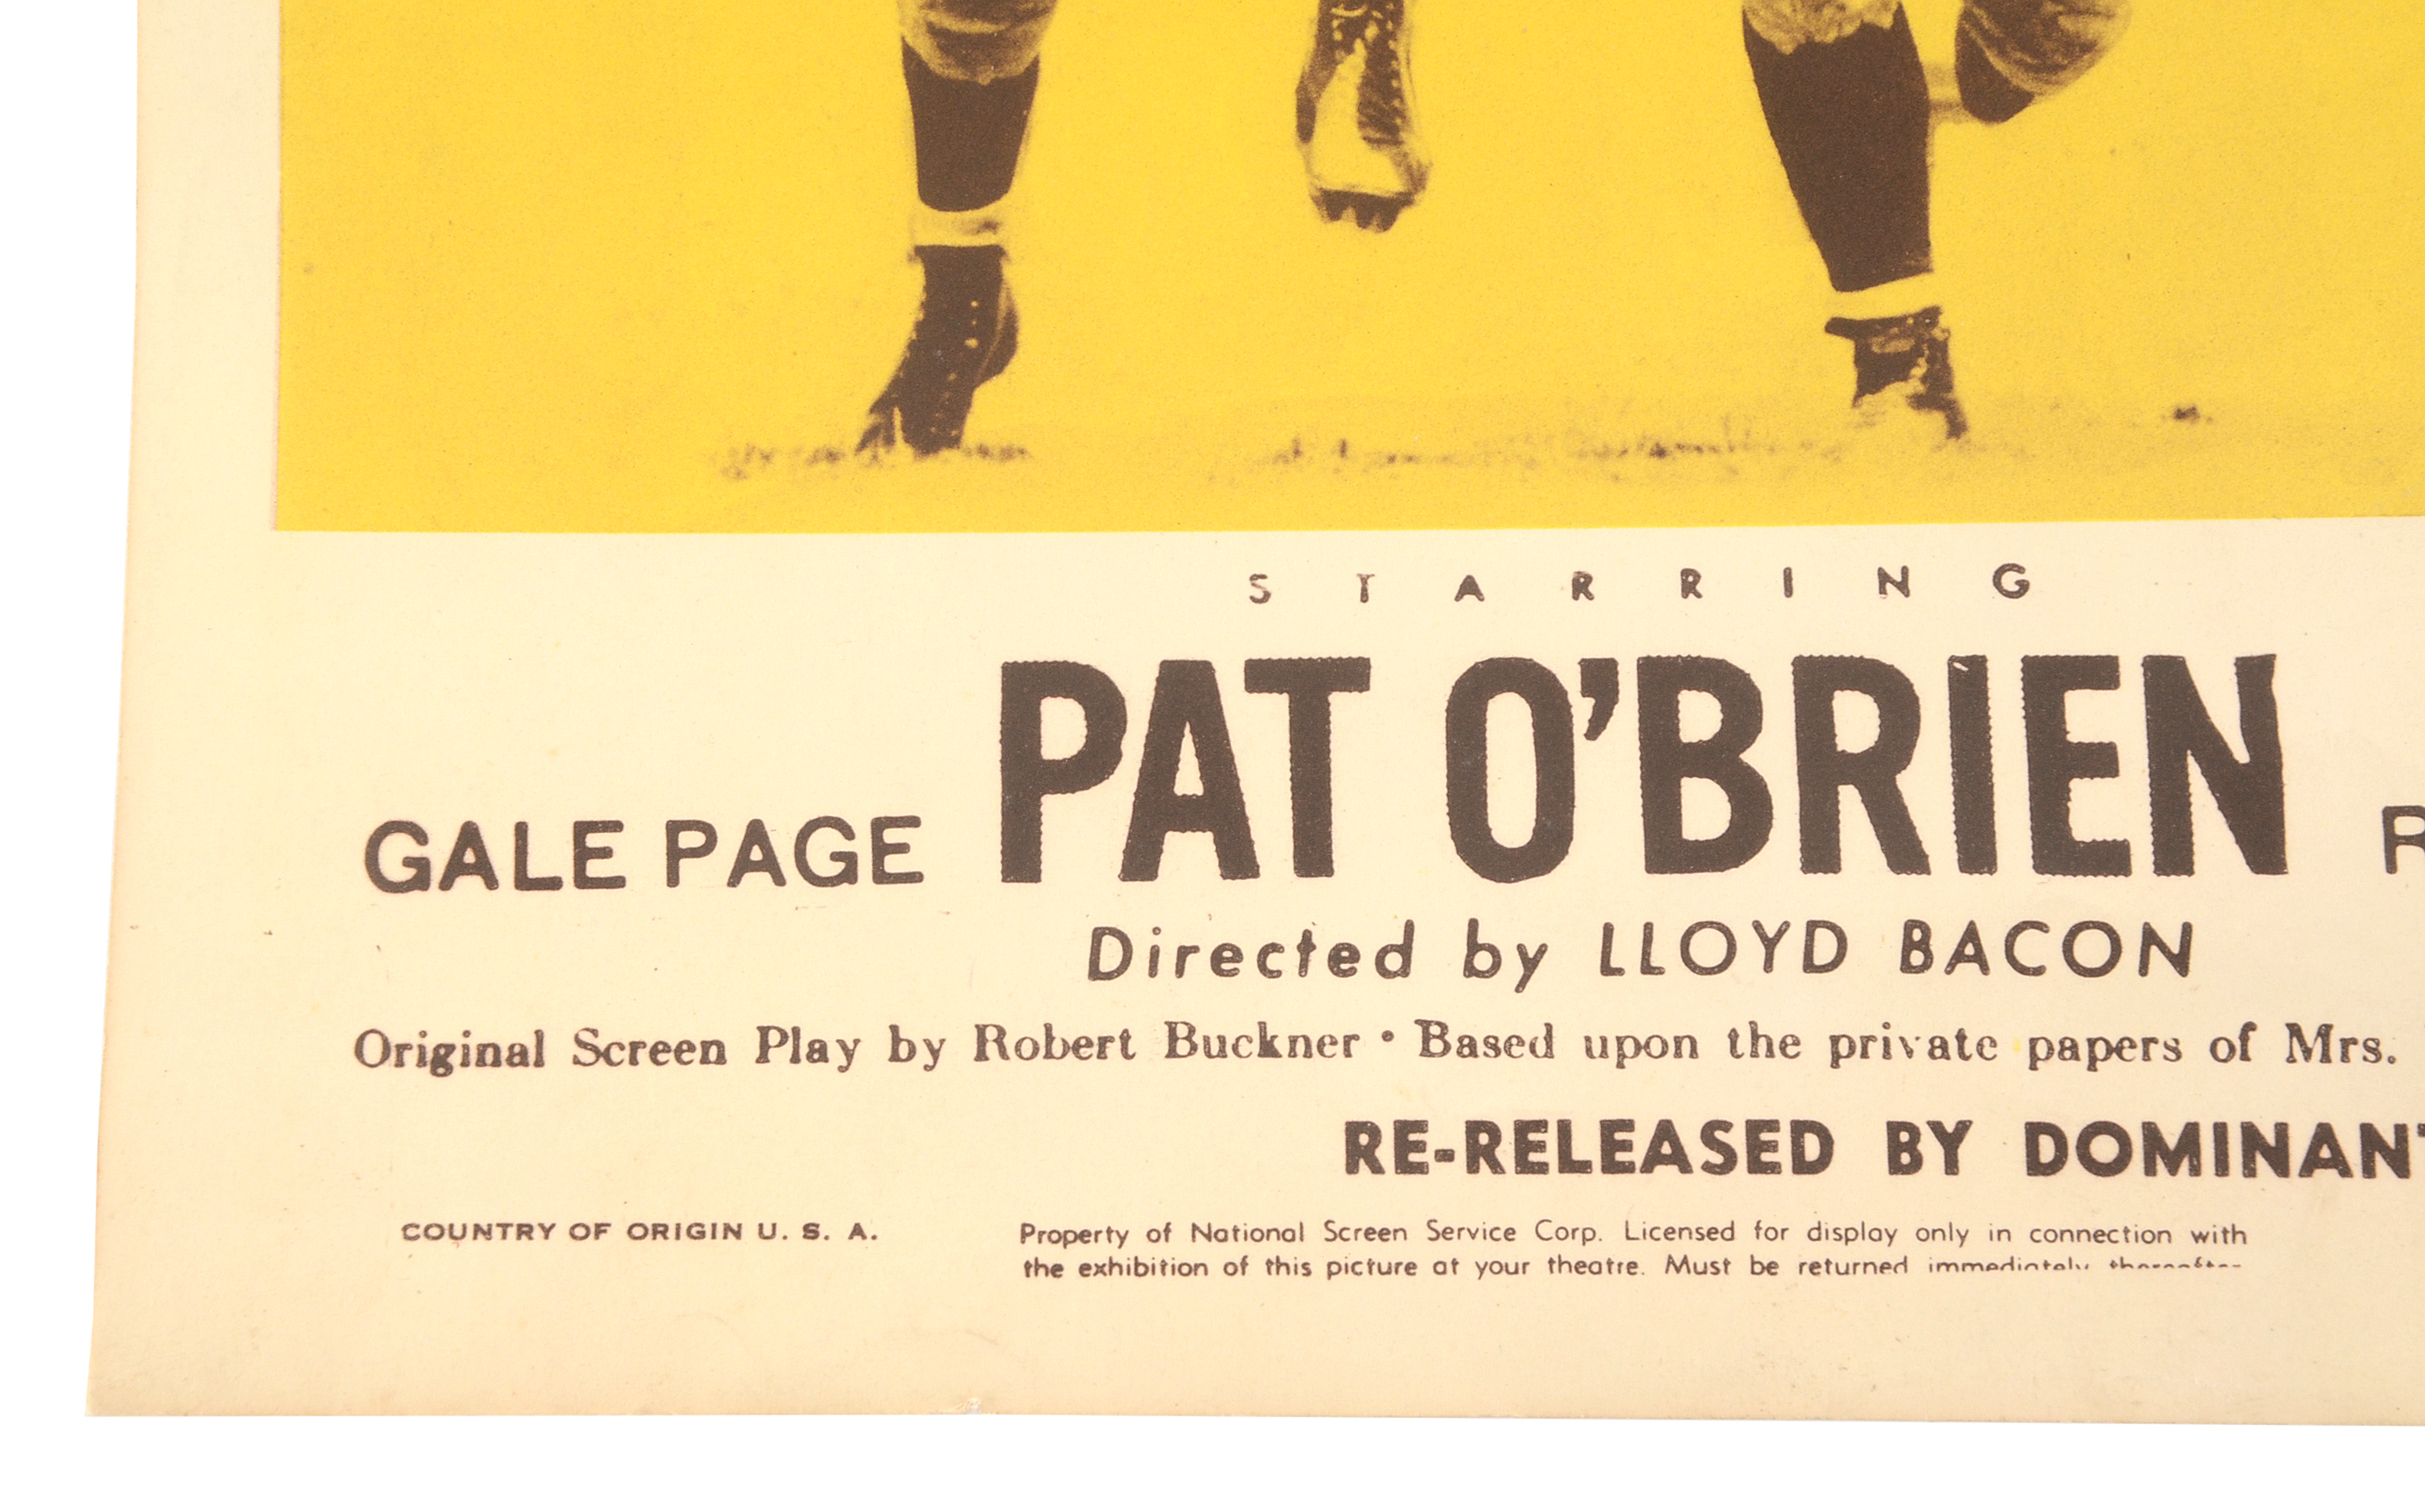 STARRING
GALE PAGE PAT O'BRIEN R
Directed by LLOYD BACON
Original Screen Play by Robert Buckner • Based upon the private papers of Mrs.
RE-RELEASED BY DOMINANT
COUNTRY OF ORIGIN U. S. A.
Property of National Screen Service Corp. Licensed for display only in connection with
the exhibition of this picture at your theatre. Must be returned immediately thereafter